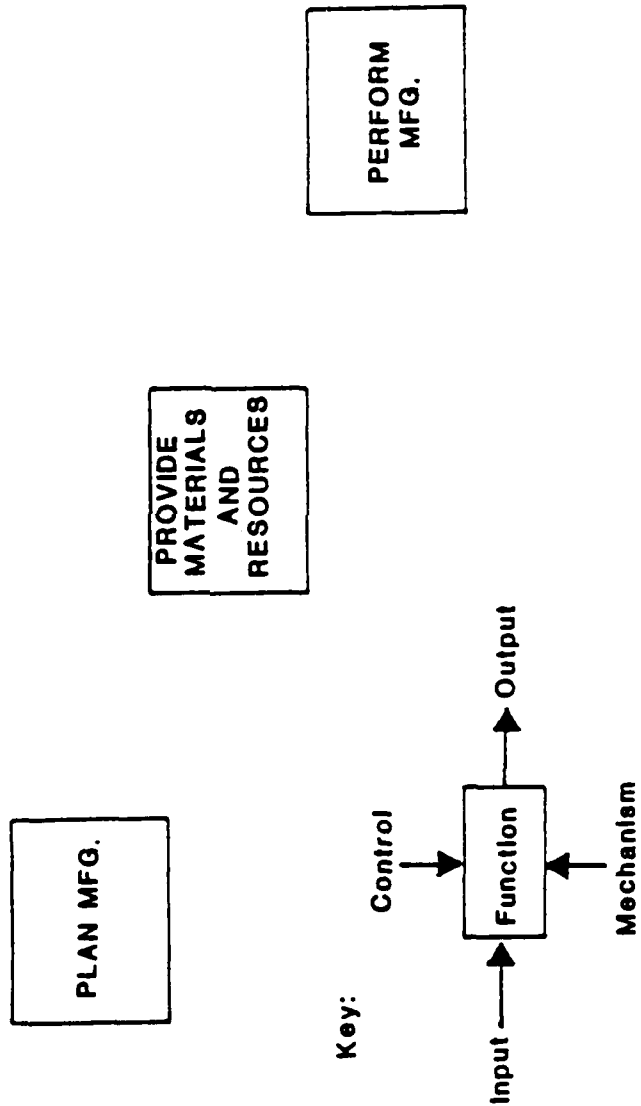 PLAN MFG.
PROVIDE
MATERIALS
AND
RESOURCES
PERFORM
MFG.
Key:
Control
Input
Function
Output
Mechanism